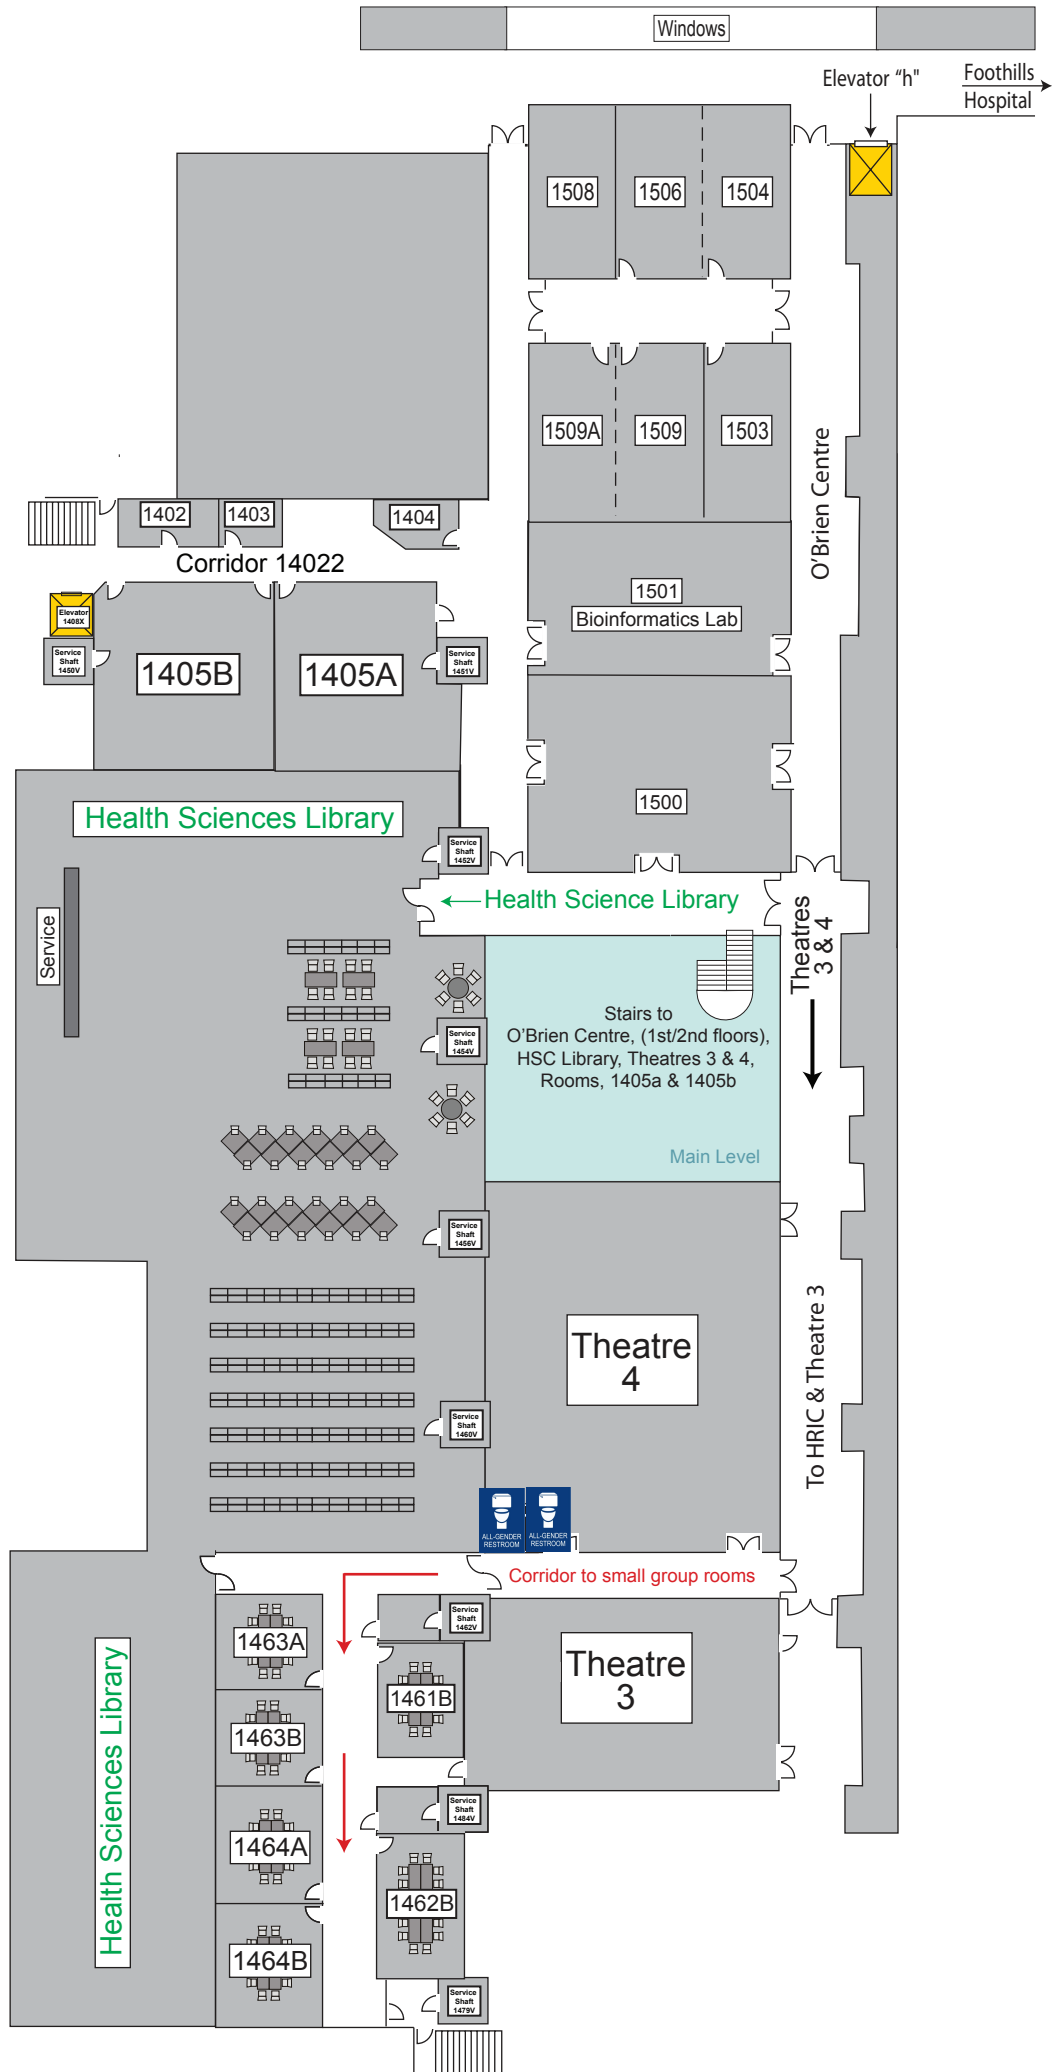 Windows
Elevator “h"
Foothills
Hospital
1508
1506
1504
1509A
1509
1503
O’Brien Centre
1402
1403
1404
Corridor 14022
1501
Bioinformatics Lab
Elevator
1408X
Service
Shaft
1450V
1405B
1405A
Service
Shaft
1451V
1500
Health Sciences Library
Service
Shaft
1452V
Health Science Library
Service
Theatres
3 & 4
Stairs to
O’Brien Centre, (1st/2nd floors),
HSC Library, Theatres 3 & 4,
Rooms, 1405a & 1405b
Service
Shaft
1454V
Main Level
Service
Shaft
1456V
Theatre
4
To HRIC & Theatre 3
Service
Shaft
1460V
ALL-GENDER
RESTROOM
ALL-GENDER
RESTROOM
Corridor to small group rooms
Service
Shaft
1462V
1463A
Theatre
3
1461B
Health Sciences Library
1463B
Service
Shaft
1484V
1464A
1462B
1464B
Service
Shaft
1479V